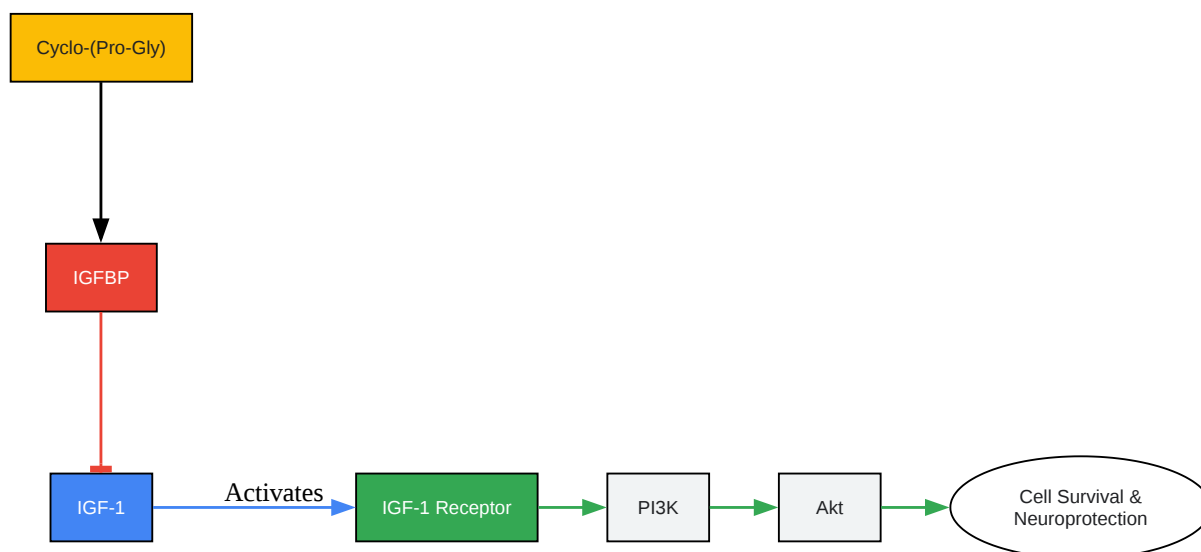 Cyclo-(Pro-Gly)
IGFBP
IGF-1
Activates
IGF-1 Receptor
PI3K
Akt
Cell Survival &
Neuroprotection